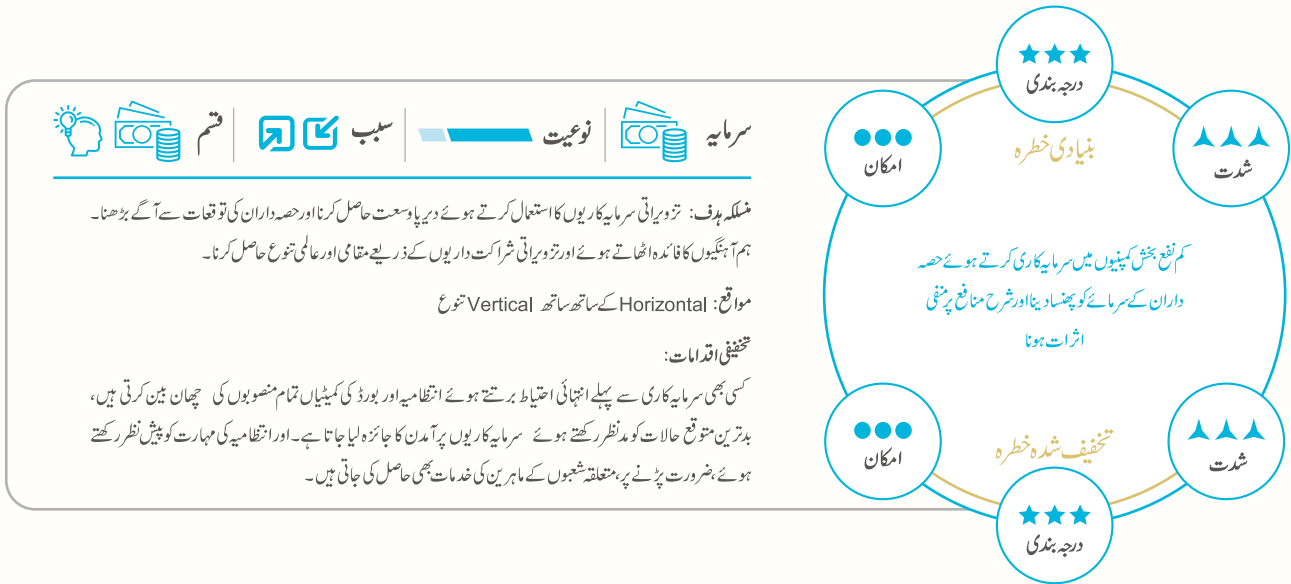 درجہ بندی
شدت
امکان
بنیادی خطرہ
کم نفع بخش کمپنیوں میں سرمایہ کاری کرتے ہوئے حصہ
داران کے سرمائے کو پھنسا دینا اور شرح منافع پر منفی
اثرات ہونا
تخفیف شدہ خطرہ
شدت
امکان
درجہ بندی
سرمایہ
نوعیت
سبب
قسم
منسلکہ ہدف: تزویراتی سرمایہ کاریوں کا استعمال کرتے ہوئے دیرپا وسعت حاصل کرنا اور حصہ داران کی توقعات سے آگے بڑھنا۔
ہم آہنگیوں کا فائدہ اٹھاتے ہوئے اور تزویراتی شراکت داریوں کے ذریعے مقامی اور عالمی تنوع حاصل کرنا۔
مواقع: Horizontal کے ساتھ ساتھ Vertical تنوع
تخفیفی اقدامات:
کسی بھی سرمایہ کاری سے پہلے انتہائی احتیاط برتتے ہوئے انتظامیہ اور بورڈ کی کمیٹیاں تمام منصوبوں کی چھان بین کرتی ہیں،
بدترین متوقع حالات کو مدنظر رکھتے ہوئے سرمایہ کاریوں پر آمدن کا جائزہ لیا جاتا ہے۔ اور انتظامیہ کی مہارت کو پیش نظر رکھتے
ہوئے، ضرورت پڑنے پر، متعلقہ شعبوں کے ماہرین کی خدمات بھی حاصل کی جاتی ہیں۔